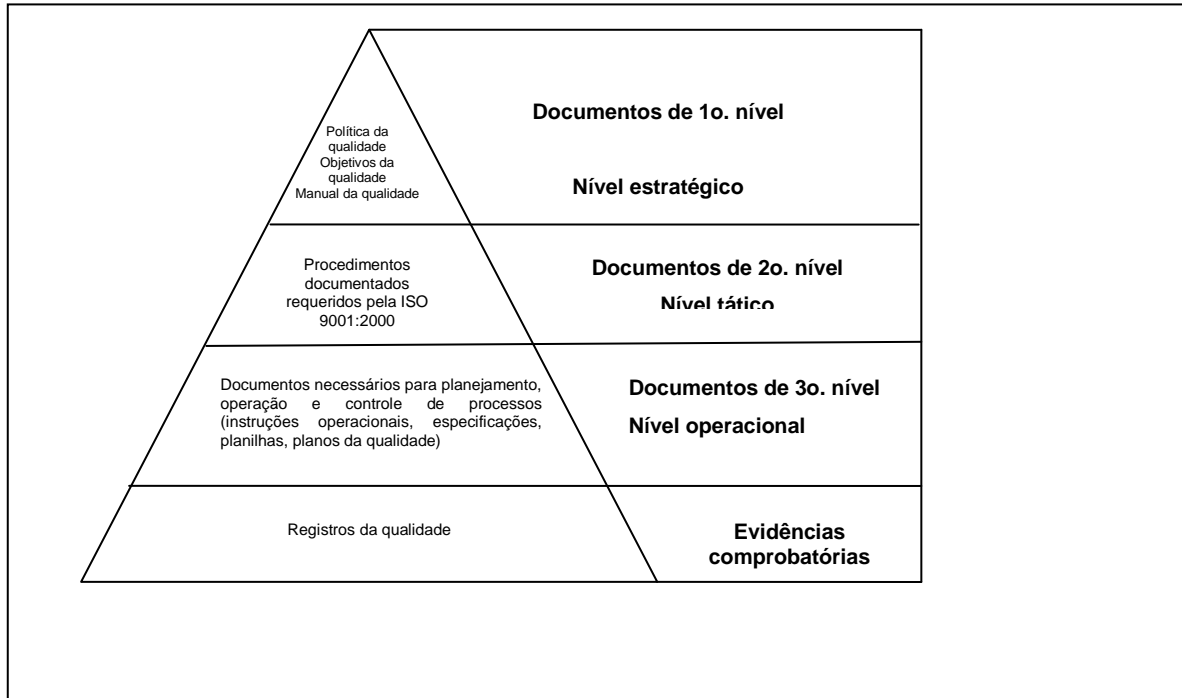 Política da
qualidade
Objetivos da
qualidade
Manual da qualidade
Documentos de 1o. nível
Nível estratégico
Procedimentos
documentados
requeridos pela ISO
9001:2000
Documentos de 2o. nível
Nível tático
Documentos necessários para planejamento,
operação e controle de processos
(instruções operacionais, especificações,
planilhas, planos da qualidade)
Documentos de 3o. nível
Nível operacional
Registros da qualidade
Evidências
comprobatórias